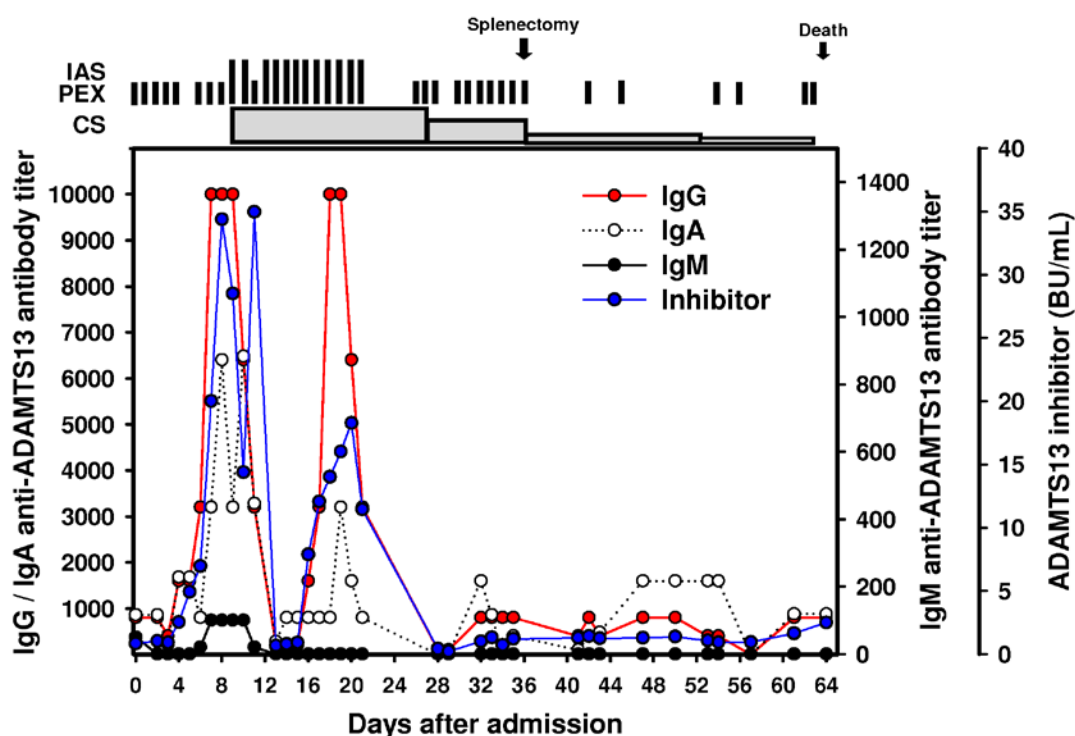 Splenectomy
Death
IAS
PEX
CS
IgG / IgA anti-ADAMTS13 antibody titer
10000
9000
8000
7000
6000
5000
4000
3000
2000
1000
IgG
IgA
IgM
Inhibitor
1400
1200
1000
800
600
400
200
0
IgM anti-ADAMTS13 antibody titer
40
35
30
25
20
15
10
5
0
ADAMTS13 inhibitor (BU/mL)
0 4 8 12 16 20 24 28 32 36 40 44 48 52 56 60 64
Days after admission